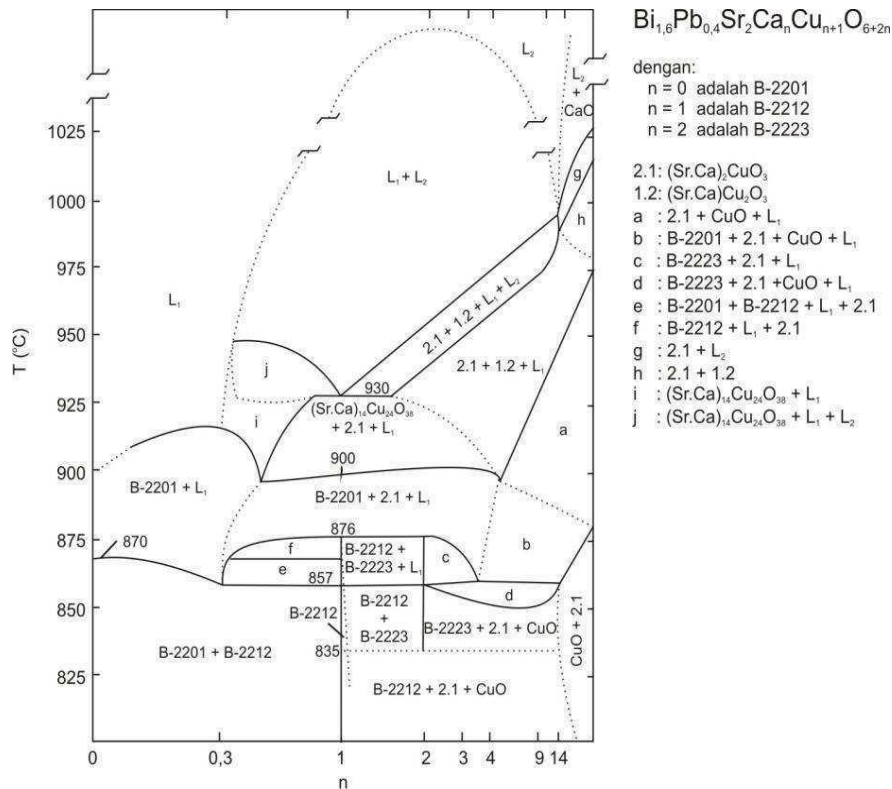 Bi1,6Pb0,4Sr2CanCun+1O6+2n
dengan:
n = 0 adalah B-2201
n = 1 adalah B-2212
n = 2 adalah B-2223
2.1: (Sr.Ca)2CuO3
1.2: (Sr.Ca)Cu2O3
a : 2.1 + CuO + L1
b : B-2201 + 2.1 + CuO + L1
c : B-2223 + 2.1 + L1
d : B-2223 + 2.1 +CuO + L1
e : B-2201 + B-2212 + L1 + 2.1
f : B-2212 + L1 + 2.1
g : 2.1 + L2
h : 2.1 + 1.2
i : (Sr.Ca)14Cu24O38 + L1
j : (Sr.Ca)14Cu24O38 + L1 + L2
T (°C)
1025
1000
975
950
925
900
875
850
825
L2
L2
+
CaO
L1 + L2
g
h
L1
2.1 + 1.2 + L1 + L2
2.1 + 1.2 + L1
j
930
(Sr.Ca)14Cu24O38
+ 2.1 + L1
i
a
900
B-2201 + L1
B-2201 + 2.1 + L1
870
876
b
f
B-2212 +
B-2223 + L1
c
e
857
d
B-2212
B-2212
+
B-2223
B-2223 + 2.1 + CuO
CuO + 2.1
835
B-2201 + B-2212
B-2212 + 2.1 + CuO
0
0,3
1
2
3
4
9
14
n